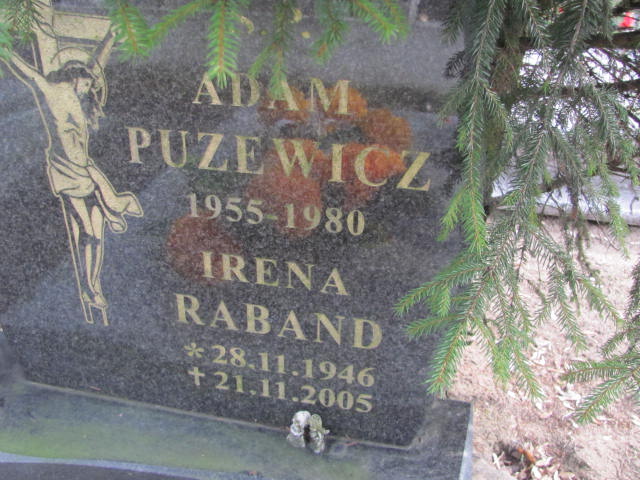 ADAM
PUZEWICZ
1955-1980
IRENA
RABAND
* 28.11.1946
✝ 21.11.2005